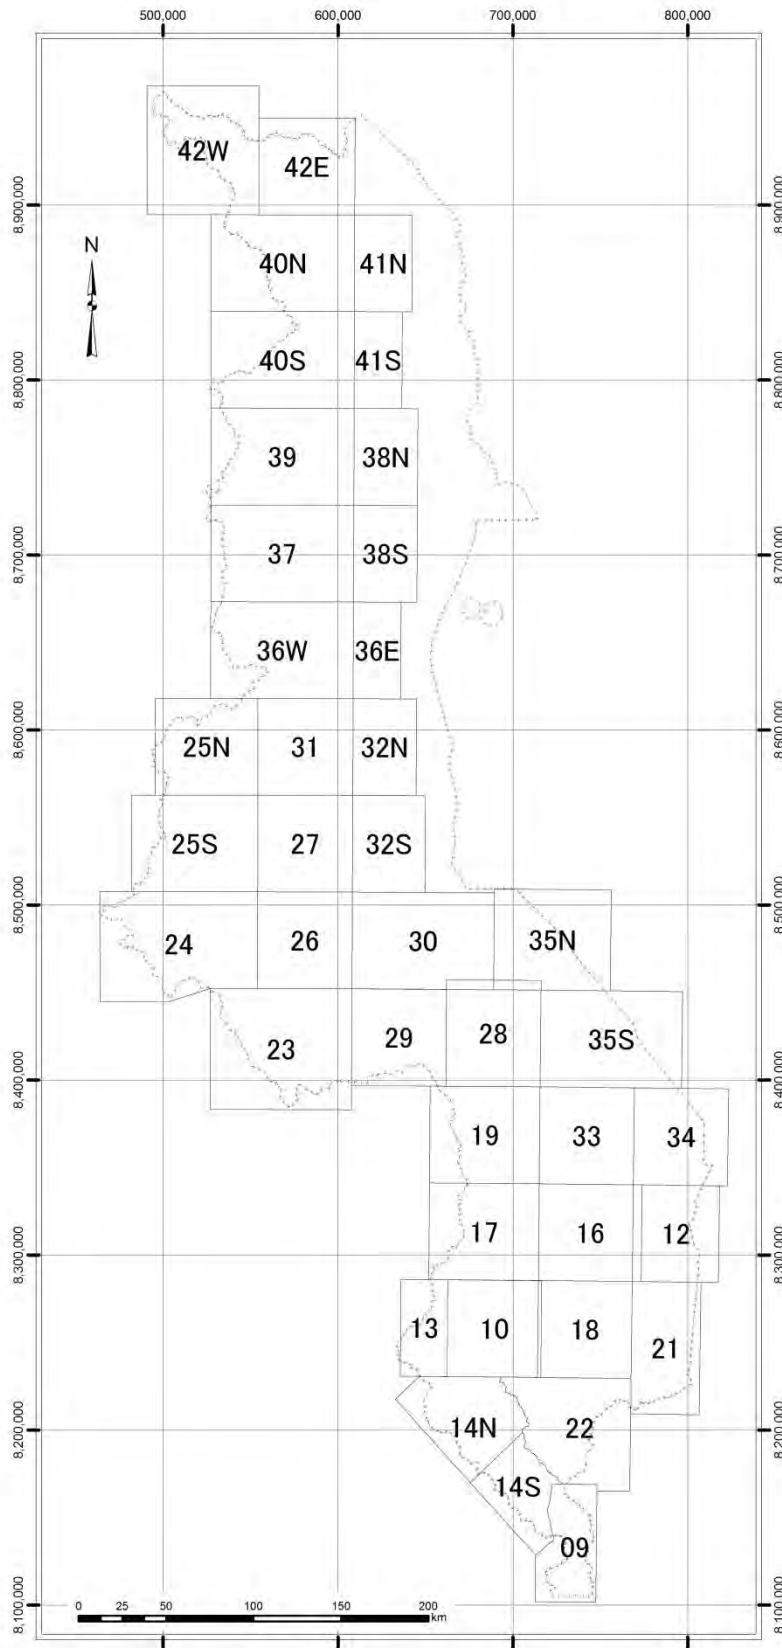 500,000 600,000 700,000 800,000
42W
42E
8,900,000 8,900,000
N
40N 41N
40S 41S
8,800,000 8,800,000
39 38N
37 38S
8,700,000 8,700,000
36W 36E
25N 31 32N
8,600,000 8,600,000
25S 27 32S
8,500,000 8,500,000
24 26 30 35N
23 29 28 35S
8,400,000 8,400,000
19 33 34
17 16 12
8,300,000 8,300,000
13 10 18 21
14N 22
8,200,000 8,200,000
14S
09
8,100,000 8,100,000
0 25 50 100 150 200
km